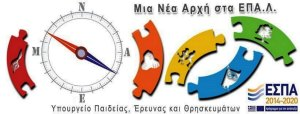 Μια Νέα Αρχή στα ΕΠΑ.Λ.
N
M
A
E
Υπουργείο Παιδείας, Έρευνας και Θρησκευμάτων
ΕΣΠΑ
2014-2020